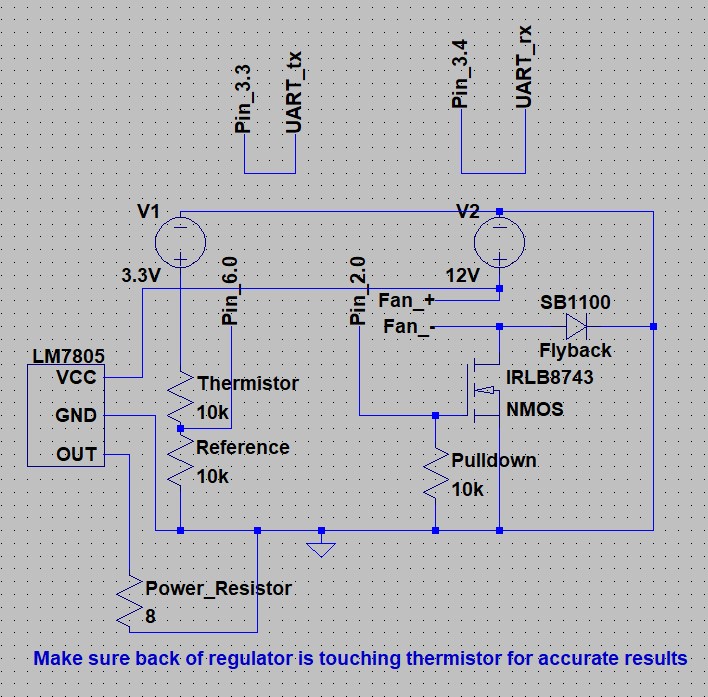 Pin_3.3
UART_tx
Pin_3.4
UART_rx
V1
V2
3.3V
Pin_6.0
Pin_2.0
12V
Fan_+
SB1100
Fan_-
Flyback
LM7805
VCC
Thermistor
IRLB8743
10k
NMOS
GND
Reference
OUT
10k
Pulldown
10k
Power_Resistor
8
Make sure back of regulator is touching thermistor for accurate results